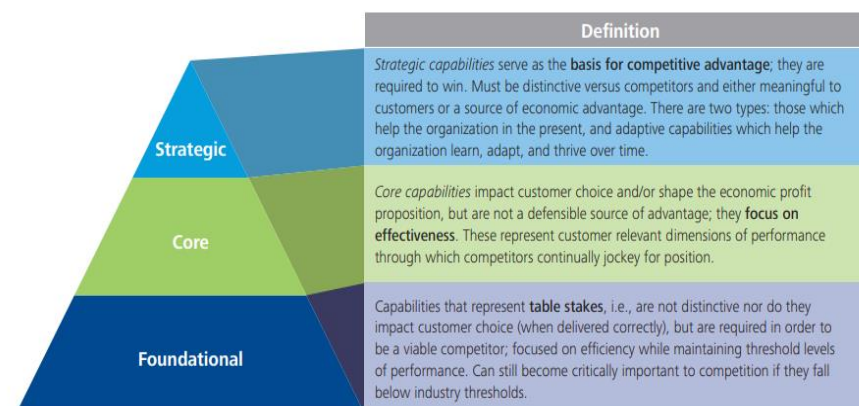 Definition
Strategic capabilities serve as the basis for competitive advantage; they are
required to win. Must be distinctive versus competitors and either meaningful to
customers or a source of economic advantage. There are two types: those which
help the organization in the present, and adaptive capabilities which help the
organization learn, adapt, and thrive over time.
Strategic
Core capabilities impact customer choice and/or shape the economic profit
proposition, but are not a defensible source of advantage; they focus on
effectiveness. These represent customer relevant dimensions of performance
through which competitors continually jockey for position.
Core
Capabilities that represent table stakes, i.e., are not distinctive nor do they
impact customer choice (when delivered correctly), but are required in order to
be a viable competitor; focused on efficiency while maintaining threshold levels
of performance. Can still become critically important to competition if they fall
below industry thresholds.
Foundational